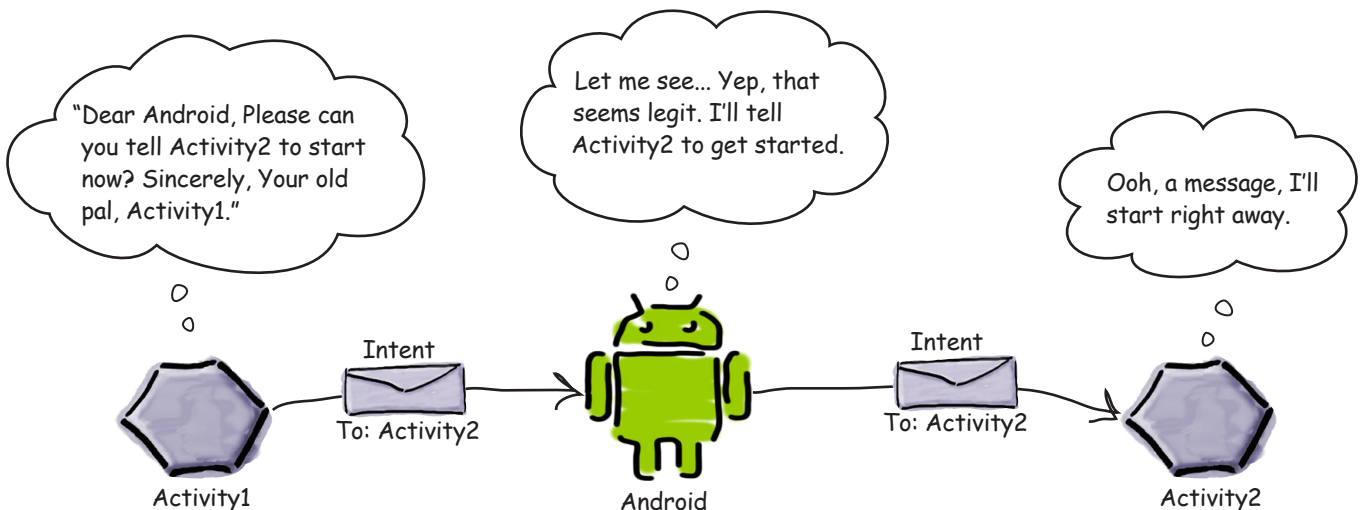 “Dear Android, Please can
you tell Activity2 to start
now? Sincerely, Your old
pal, Activity1.”
Let me see... Yep, that
seems legit. I’ll tell
Activity2 to get started.
Ooh, a message, I’ll
start right away.
Intent
To: Activity2
Intent
To: Activity2
Activity1
Android
Activity2